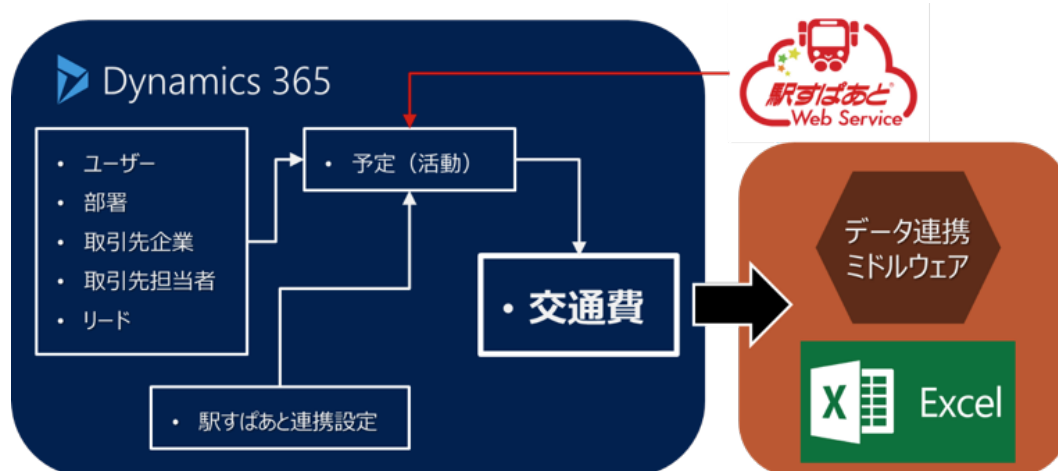 Dynamics 365
• ユーザー
• 部署
• 取引先企業
• 取引先担当者
• リード
• 予定（活動）
• 交通費
• 駅すぱあと連携設定
駅すぱあと
Web Service
データ連携
ミドルウェア
X
Excel